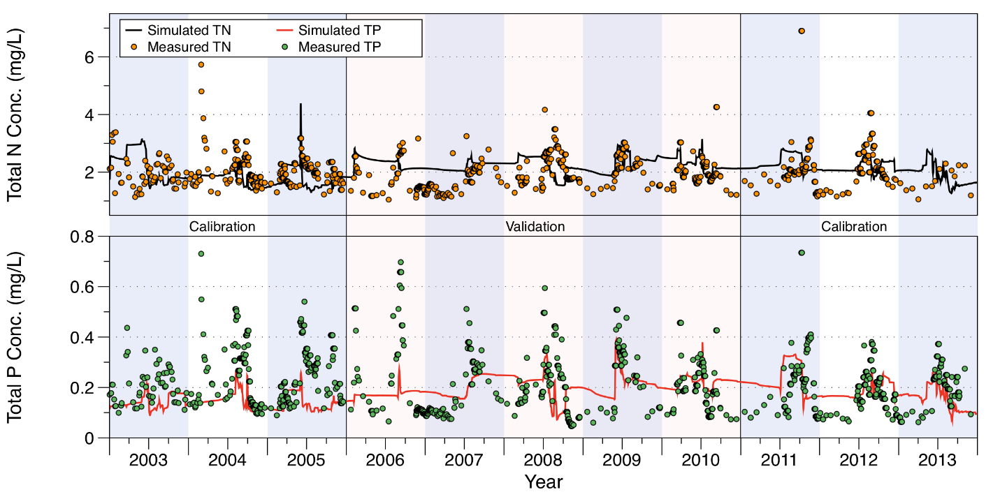 Simulated TN
Simulated TP
Measured TN
Measured TP
Total N Conc. (mg/L)
6
4
2
Calibration
Validation
Calibration
Total P Conc. (mg/L)
0.8
0.6
0.4
0.2
0
2003 2004 2005 2006 2007 2008 2009 2010 2011 2012 2013
Year